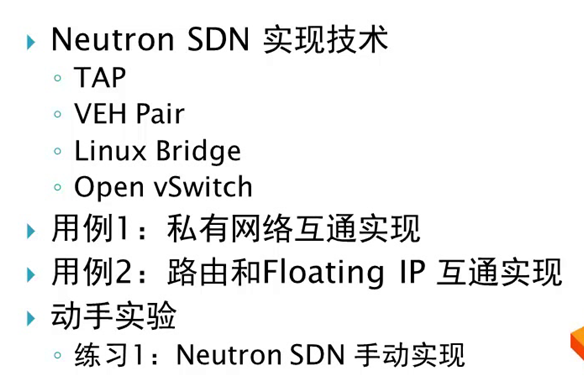 Neutron SDN 实现技术
TAP
VEH Pair
Linux Bridge
Open vSwitch
用例1：私有网络互通实现
用例2：路由和Floating IP 互通实现
动手实验
练习1：Neutron SDN 手动实现